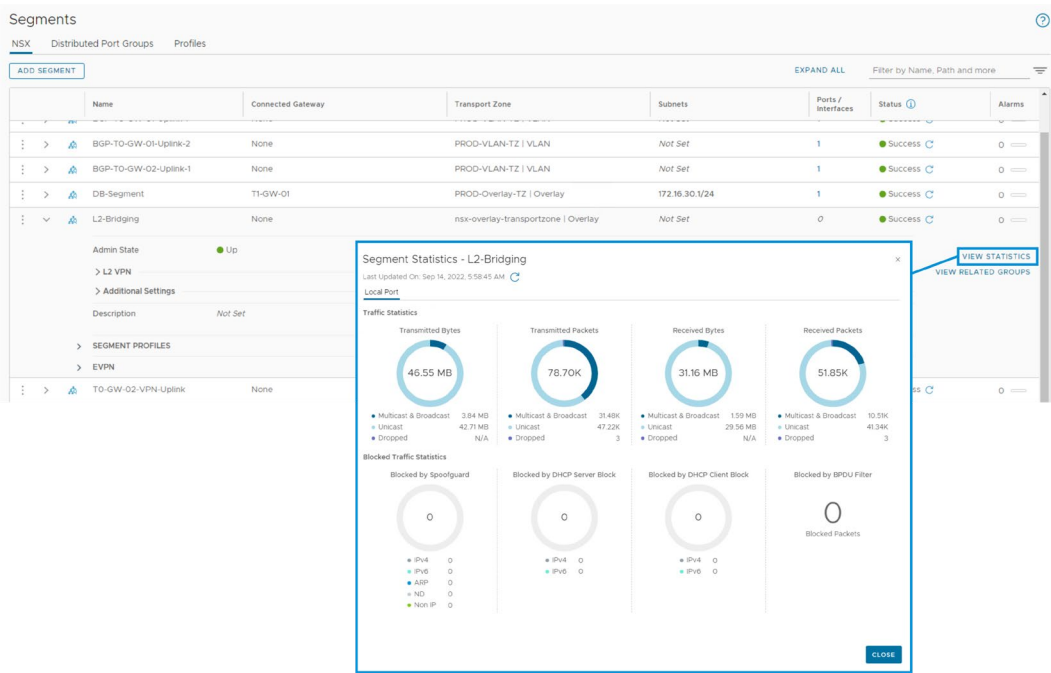 Segments
NSX Distributed Port Groups Profiles
ADD SEGMENT EXPAND ALL Filter by Name, Path and more
Name Connected Gateway Transport Zone Subnets Ports / Interfaces Status Alarms
BGP-T0-GW-01-Uplink-2 None PROD-VLAN-TZ | VLAN Not Set 1 Success 0
BGP-T0-GW-02-Uplink-1 None PROD-VLAN-TZ | VLAN Not Set 1 Success 0
DB-Segment T1-GW-01 PROD-Overlay-TZ | Overlay 172.16.30.1/24 1 Success 0
L2-Bridging None nsx-overlay-transportzone | Overlay Not Set 0 Success 0
Admin State Up
VIEW STATISTICS
L2 VPN
VIEW RELATED GROUPS
Additional Settings
Description Not Set
SEGMENT PROFILES
EVPN
T0-GW-02-VPN-Uplink None ss 0
Segment Statistics - L2-Bridging
Last Updated On: Sep 14, 2022, 5:58:45 AM
Local Port
Traffic Statistics
Transmitted Bytes Transmitted Packets Received Bytes Received Packets
46.55 MB 78.70K 31.16 MB 51.85K
Multicast & Broadcast 3.84 MB Multicast & Broadcast 31.48K Multicast & Broadcast 1.59 MB Multicast & Broadcast 10.51K
Unicast 42.71 MB Unicast 47.22K Unicast 29.56 MB Unicast 41.34K
Dropped N/A Dropped 3 Dropped N/A Dropped 3
Blocked Traffic Statistics
Blocked by Spoofguard Blocked by DHCP Server Block Blocked by DHCP Client Block Blocked by BPDU Filter
0 0 0 0
Blocked Packets
IPv4 0 IPv4 0 IPv4 0
IPv6 0 IPv6 0 IPv6 0
ARP 0
ND 0
Non IP 0
CLOSE